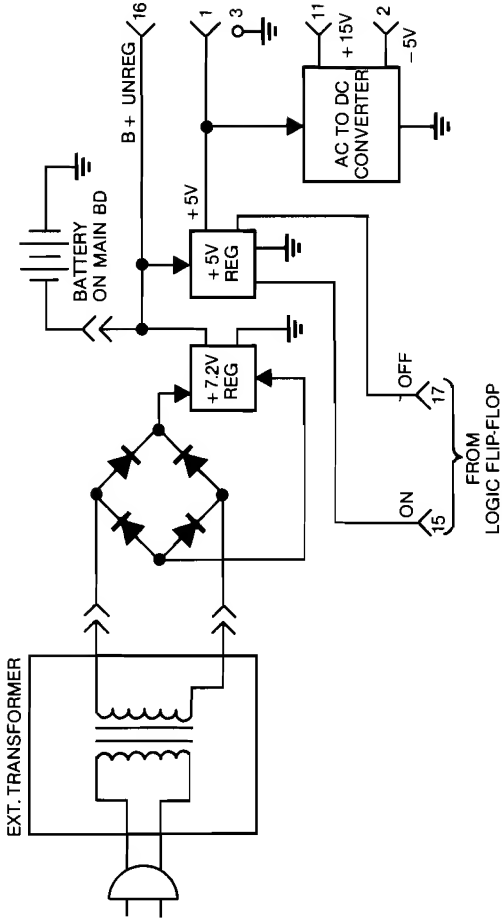 EXT. TRANSFORMER
BATTERY
ON MAIN BD
B + UNREG
16
+7.2V
REG
+5V
REG
+5V
1
3
AC TO DC
CONVERTER
11
+15V
2
−5V
ON
15
OFF
17
FROM
LOGIC FLIP-FLOP